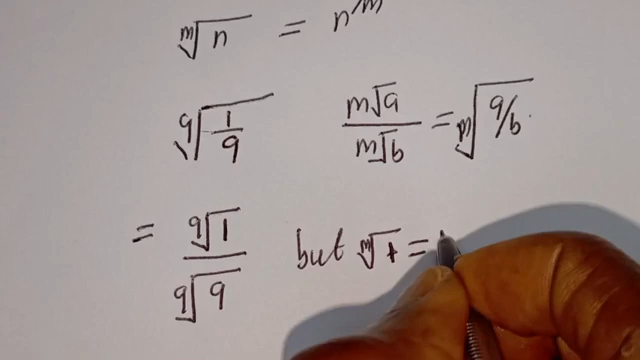 ᵐ√n = n^1/m
⁹√(1/9) m√a / m√b = ᵐ√(a/b)
= ⁹√1 / ⁹√9 but ᵐ√1 =